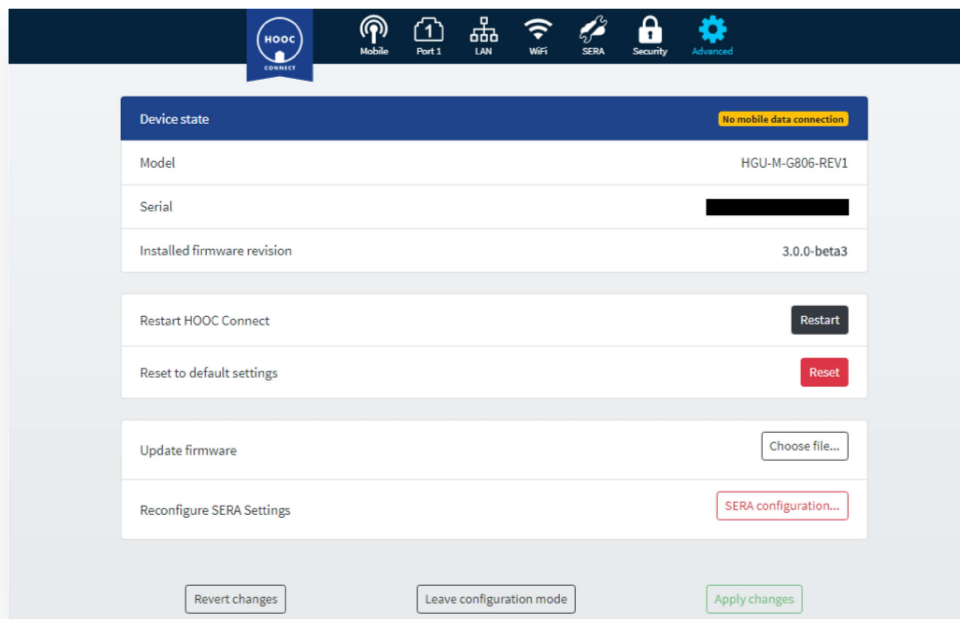 HOOC
CONNECT
Mobile
1
Port 1
LAN
WiFi
SERA
Security
Advanced
Device state
No mobile data connection
Model
HGU-M-G806-REV1
Serial
Installed firmware revision
3.0.0-beta3
Restart HOOC Connect
Restart
Reset to default settings
Reset
Update firmware
Choose file...
Reconfigure SERA Settings
SERA configuration...
Revert changes
Leave configuration mode
Apply changes